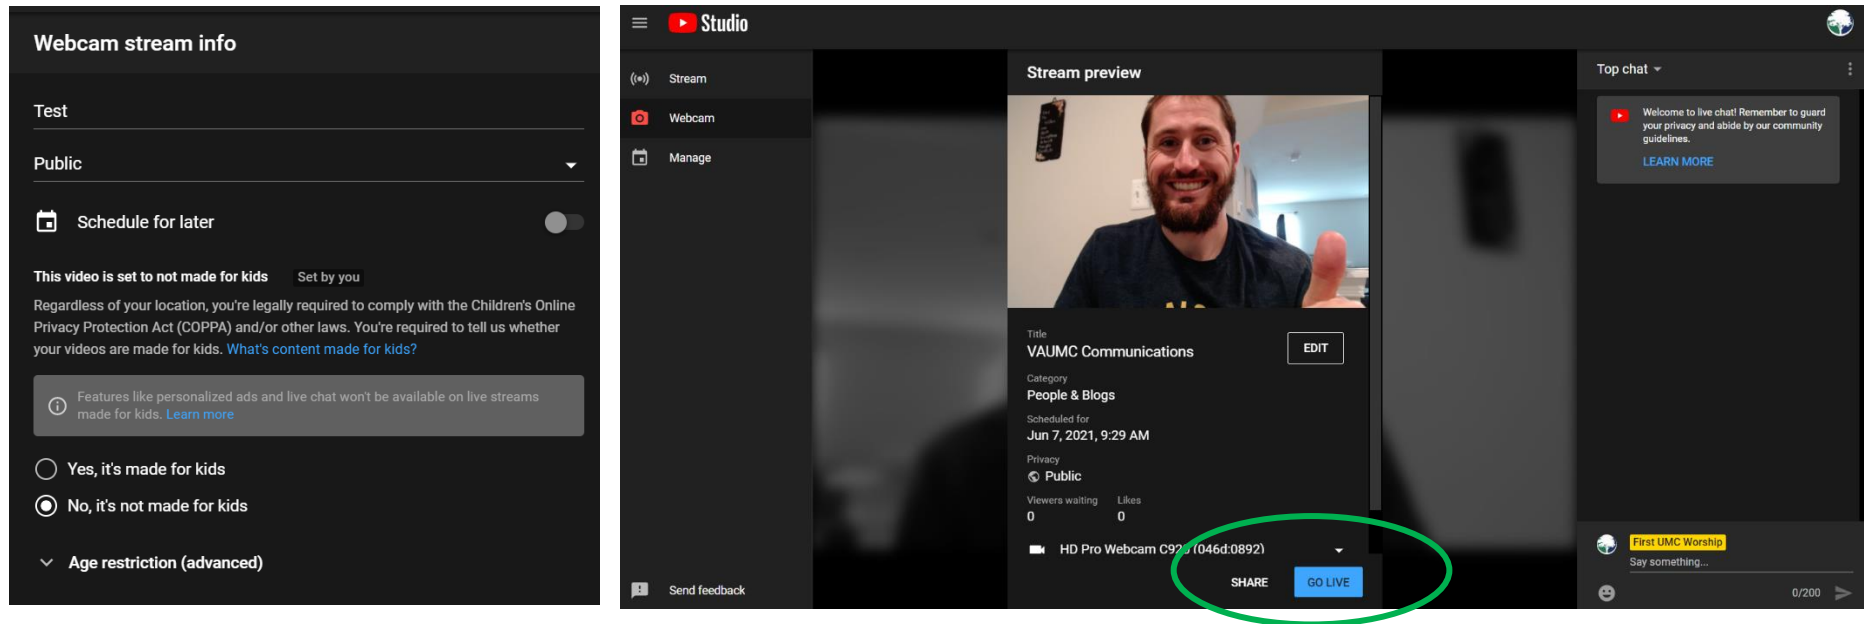 Webcam stream info
Test
Public
Schedule for later
This video is set to not made for kids Set by you
Regardless of your location, you're legally required to comply with the Children's Online
Privacy Protection Act (COPPA) and/or other laws. You're required to tell us whether
your videos are made for kids. What's content made for kids?
Features like personalized ads and live chat won't be available on live streams
made for kids. Learn more
Yes, it's made for kids
No, it's not made for kids
Age restriction (advanced)
Studio
Stream
Webcam
Manage
Send feedback
Stream preview
Title
VAUMC Communications
EDIT
Category
People & Blogs
Scheduled for
Jun 7, 2021, 9:29 AM
Privacy
Public
Viewers waiting Likes
0 0
HD Pro Webcam (046d:0892)
SHARE GO LIVE
Top chat
Welcome to live chat! Remember to guard
your privacy and abide by our community
guidelines.
LEARN MORE
First UMC Worship
Say something...
0/200